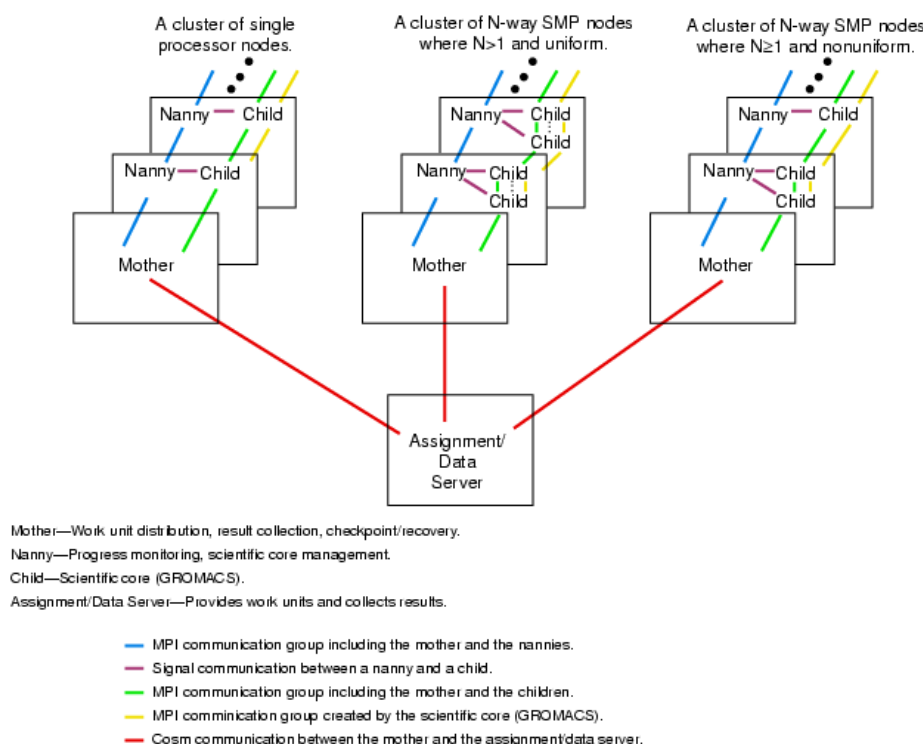 A cluster of single
processor nodes.
A cluster of N-way SMP nodes
where N>1 and uniform.
A cluster of N-way SMP nodes
where N≥1 and nonuniform.
Nanny
Child
Nanny
Child
Mother
Nanny
Child
Child
Nanny
Child
Child
Mother
Nanny
Child
Nanny
Child
Child
Mother
Assignment/
Data
Server
Mother—Work unit distribution, result collection, checkpoint/recovery.
Nanny—Progress monitoring, scientific core management.
Child—Scientific core (GROMACS).
Assignment/Data Server—Provides work units and collects results.
MPI communication group including the mother and the nannies.
Signal communication between a nanny and a child.
MPI communication group including the mother and the children.
MPI comminication group created by the scientific core (GROMACS).
Cosm communication between the mother and the assignment/data server.